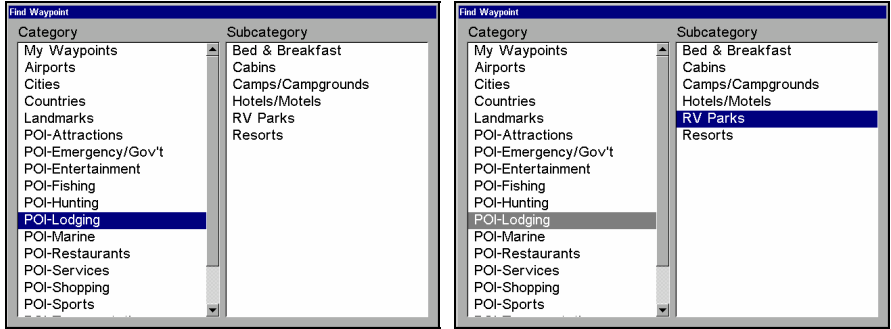 Find Waypoint
Category
My Waypoints
Airports
Cities
Countries
Landmarks
POI-Attractions
POI-Emergency/Gov't
POI-Entertainment
POI-Fishing
POI-Hunting
POI-Lodging
POI-Marine
POI-Restaurants
POI-Services
POI-Shopping
POI-Sports
Subcategory
Bed & Breakfast
Cabins
Camps/Campgrounds
Hotels/Motels
RV Parks
Resorts
Find Waypoint
Category
My Waypoints
Airports
Cities
Countries
Landmarks
POI-Attractions
POI-Emergency/Gov't
POI-Entertainment
POI-Fishing
POI-Hunting
POI-Lodging
POI-Marine
POI-Restaurants
POI-Services
POI-Shopping
POI-Sports
Subcategory
Bed & Breakfast
Cabins
Camps/Campgrounds
Hotels/Motels
RV Parks
Resorts